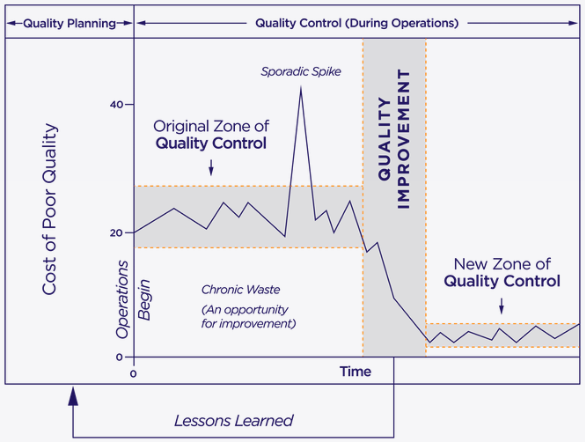 Quality Planning
Quality Control (During Operations)
Sporadic Spike
40
Original Zone of
Quality Control
QUALITY
IMPROVEMENT
Cost of Poor Quality
20
Operations
Begin
Chronic Waste
(An opportunity
for improvement)
New Zone of
Quality Control
0
0
Time
Lessons Learned